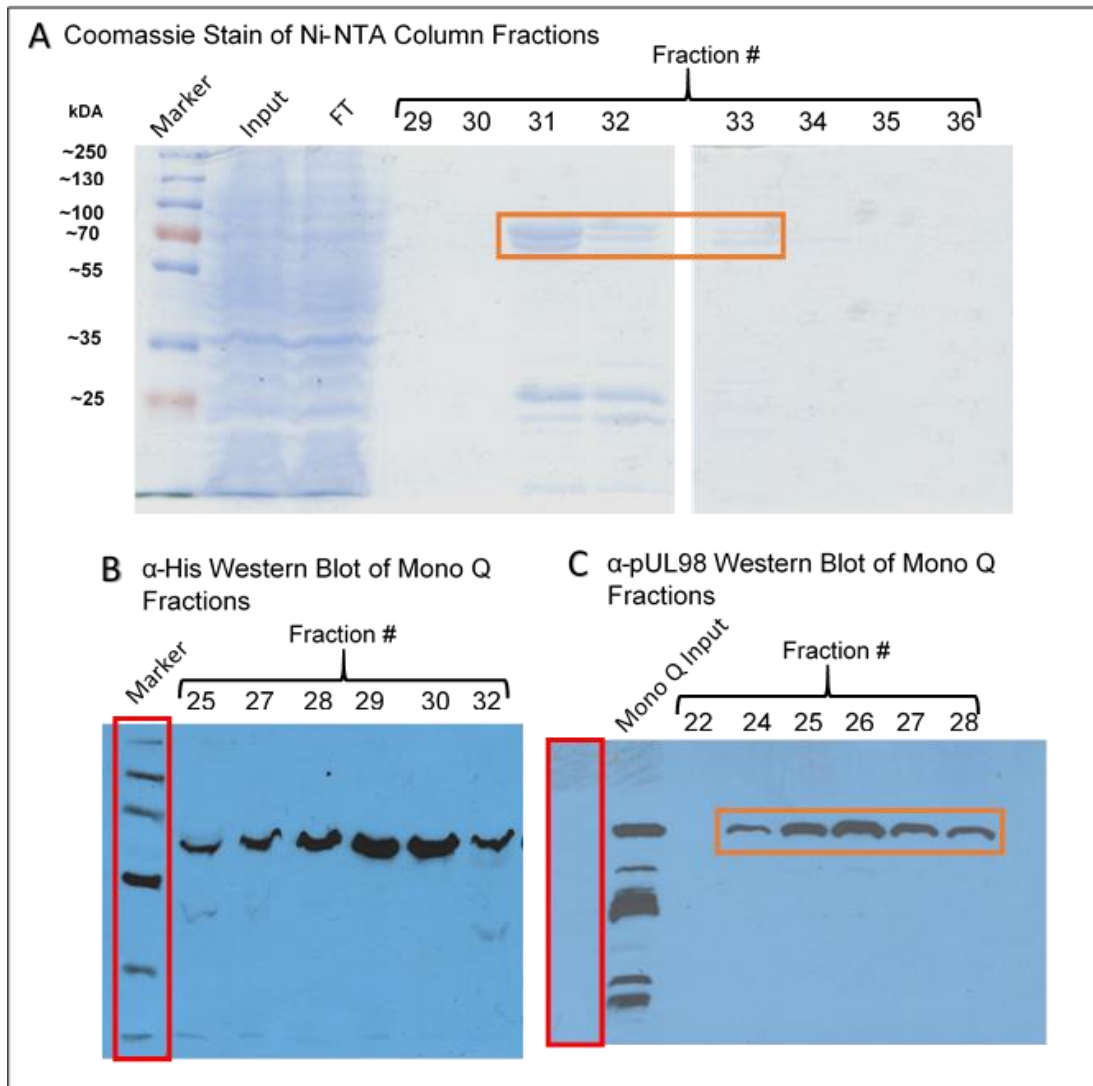 A Coomassie Stain of Ni-NTA Column Fractions
Fraction #
kDA Marker Input FT 29 30 31 32 33 34 35 36
~250
~130
~100
~70
~55
~35
~25
B α-His Western Blot of Mono Q
Fractions
Fraction #
Marker 25 27 28 29 30 32
C α-pUL98 Western Blot of Mono Q
Fractions
Fraction #
Mono Q Input 22 24 25 26 27 28